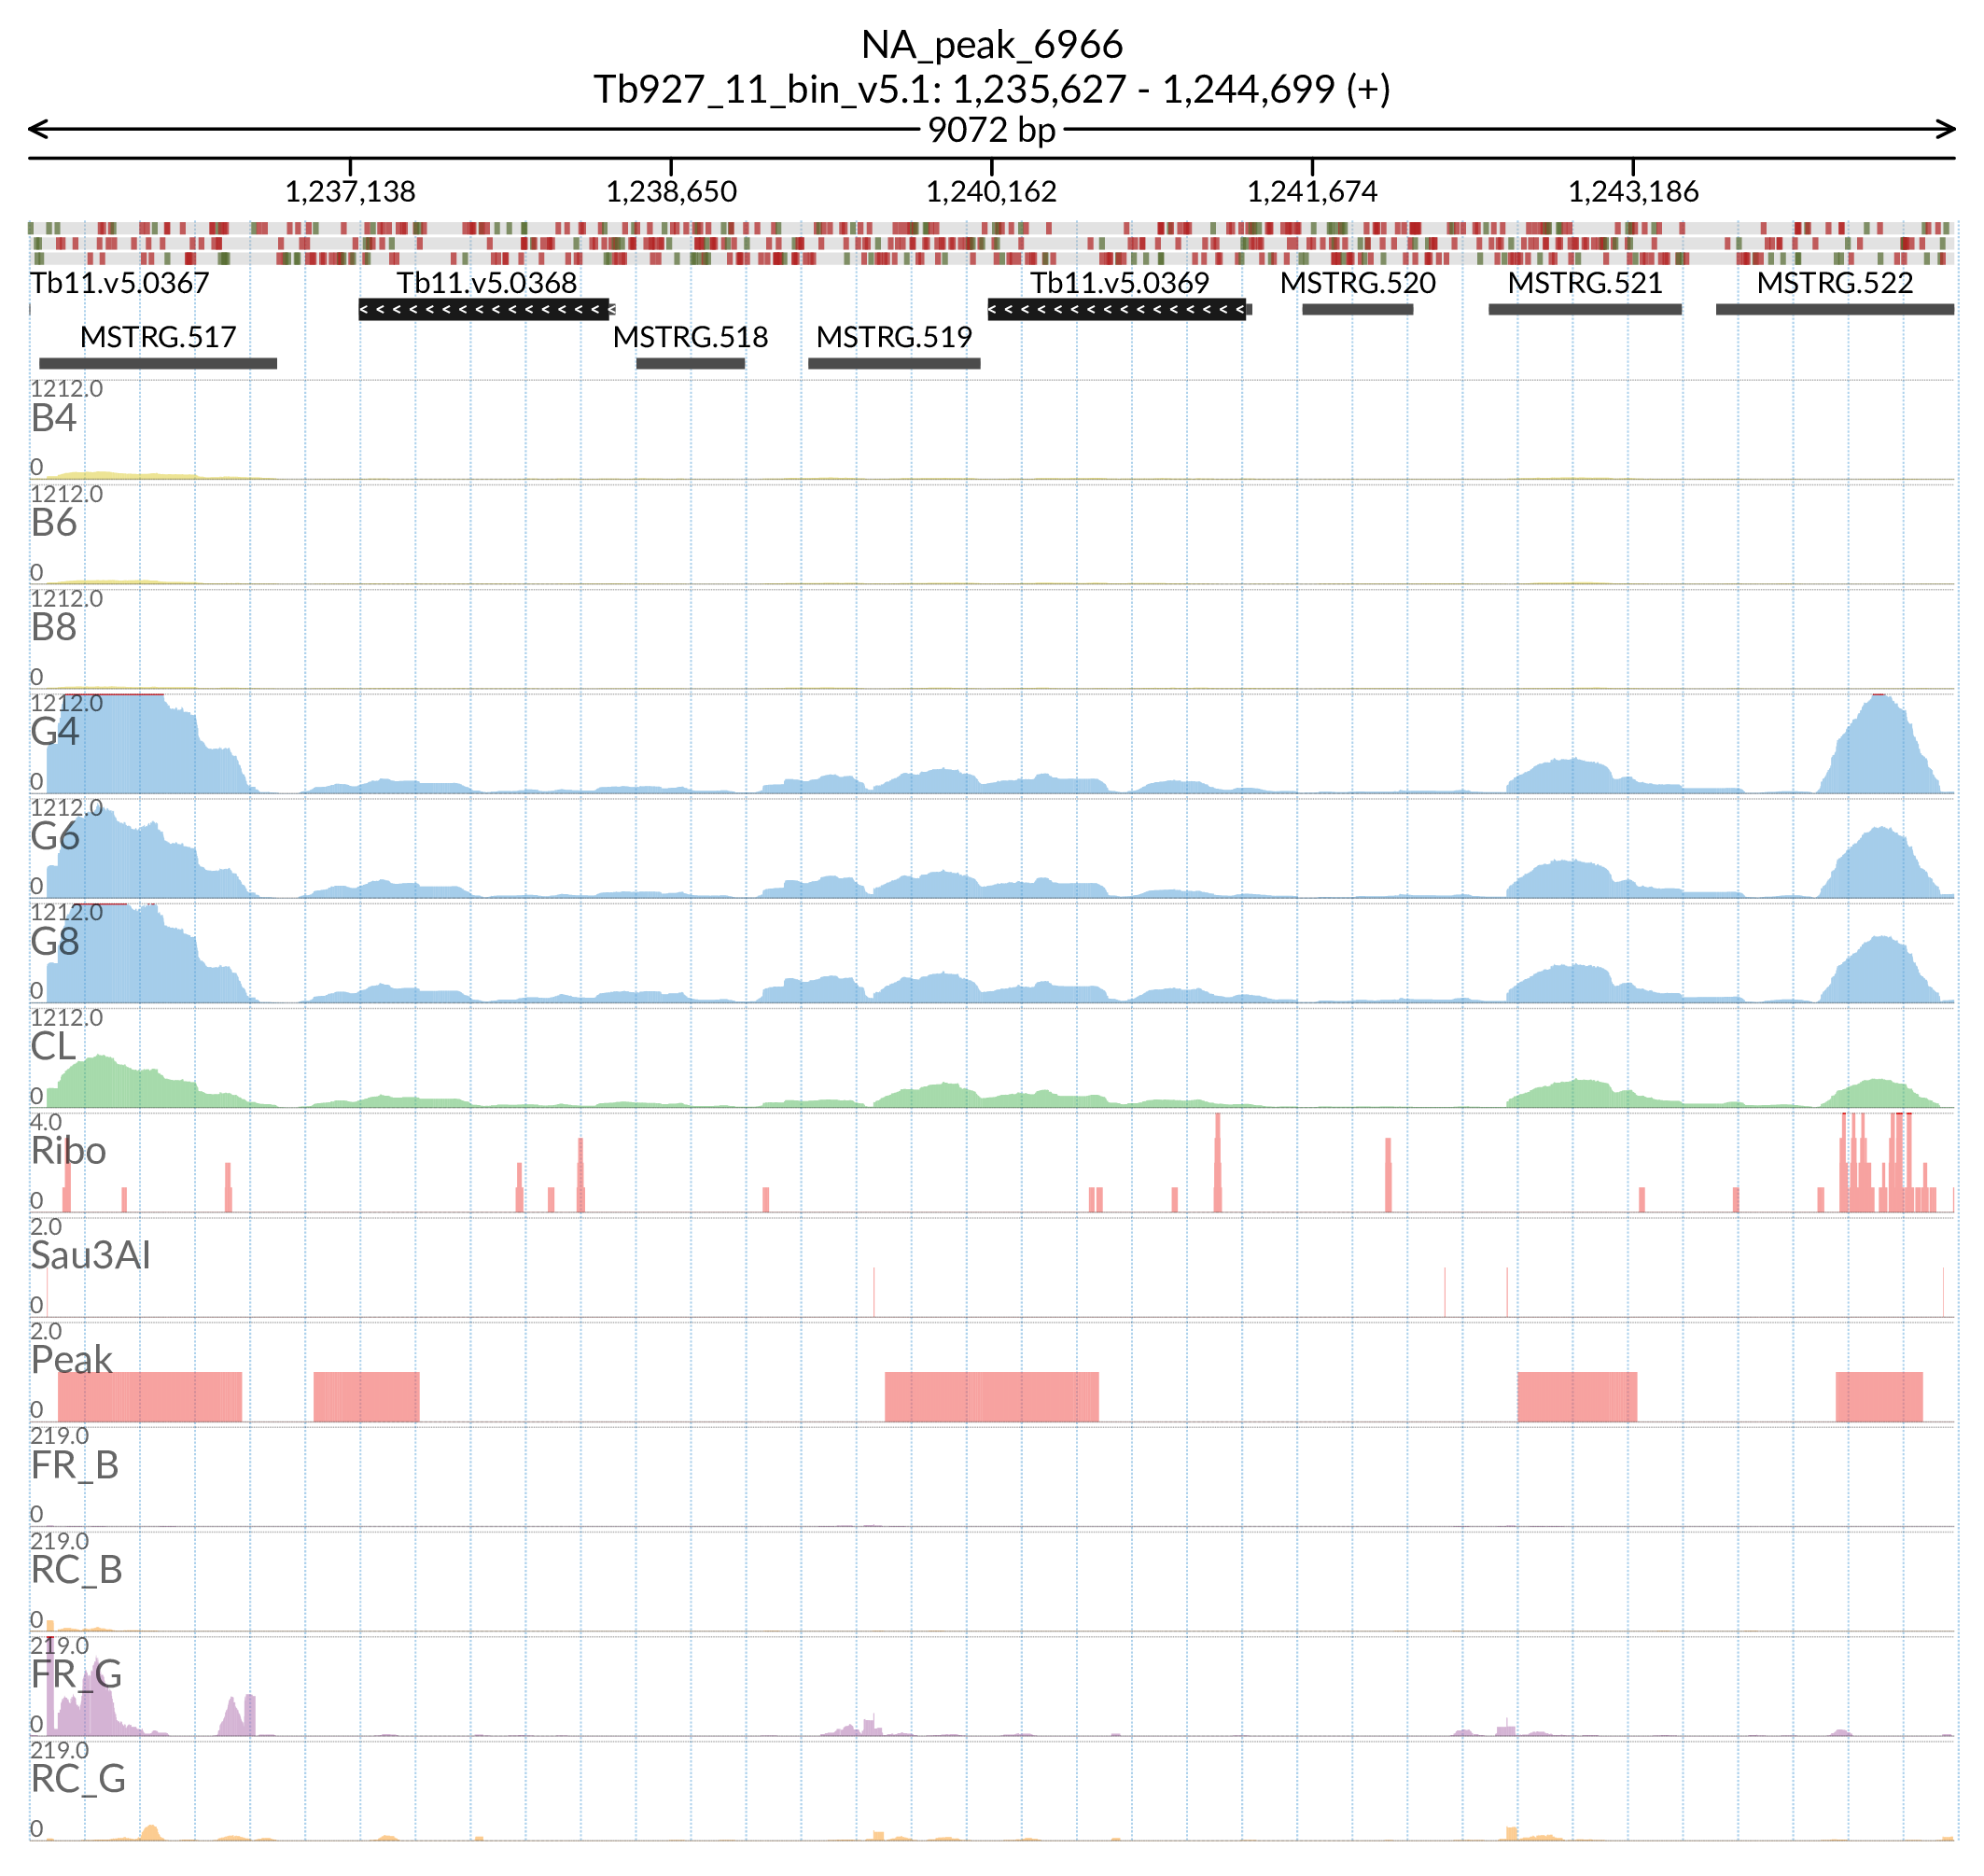 NA_peak_6966
Tb927_11_bin_v5.1: 1,235,627 - 1,244,699 (+)
9072 bp
1,237,138 1,238,650 1,240,162 1,241,674 1,243,186
Tb11.v5.0367 Tb11.v5.0368 Tb11.v5.0369 MSTRG.520 MSTRG.521 MSTRG.522
MSTRG.517 MSTRG.518 MSTRG.519
1212.0
B4
0
1212.0
B6
0
1212.0
B8
0
1212.0
G4
0
1212.0
G6
0
1212.0
G8
0
1212.0
CL
0
4.0
Ribo
0
2.0
Sau3AI
0
2.0
Peak
0
219.0
FR_B
0
219.0
RC_B
0
219.0
FR_G
0
219.0
RC_G
0